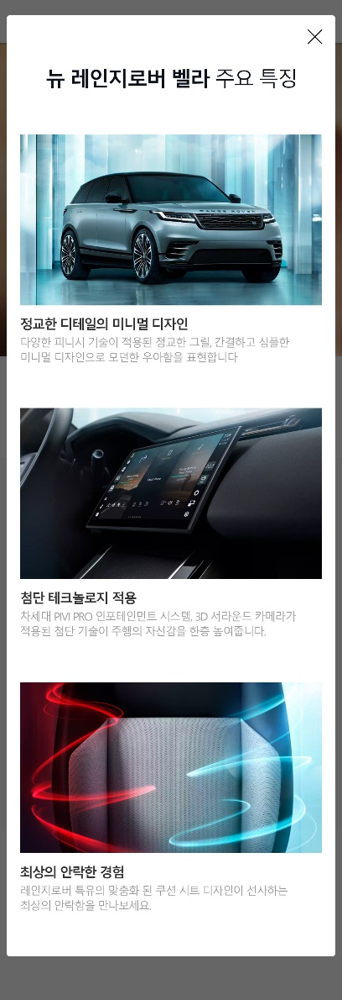 뉴 레인지로버 벨라 주요 특징
RANGE ROVER
정교한 디테일의 미니멀 디자인
다양한 피니시 기술이 적용된 정교한 그릴, 간결하고 심플한
미니멀 디자인으로 모던한 우아함을 표현합니다
첨단 테크놀로지 적용
차세대 PIVI PRO 인포테인먼트 시스템, 3D 서라운드 카메라가
적용된 첨단 기술이 주행의 자신감을 한층 높여줍니다.
최상의 안락한 경험
레인지로버 특유의 맞춤화 된 쿠션 시트 디자인이 선사하는
최상의 안락함을 만나보세요.